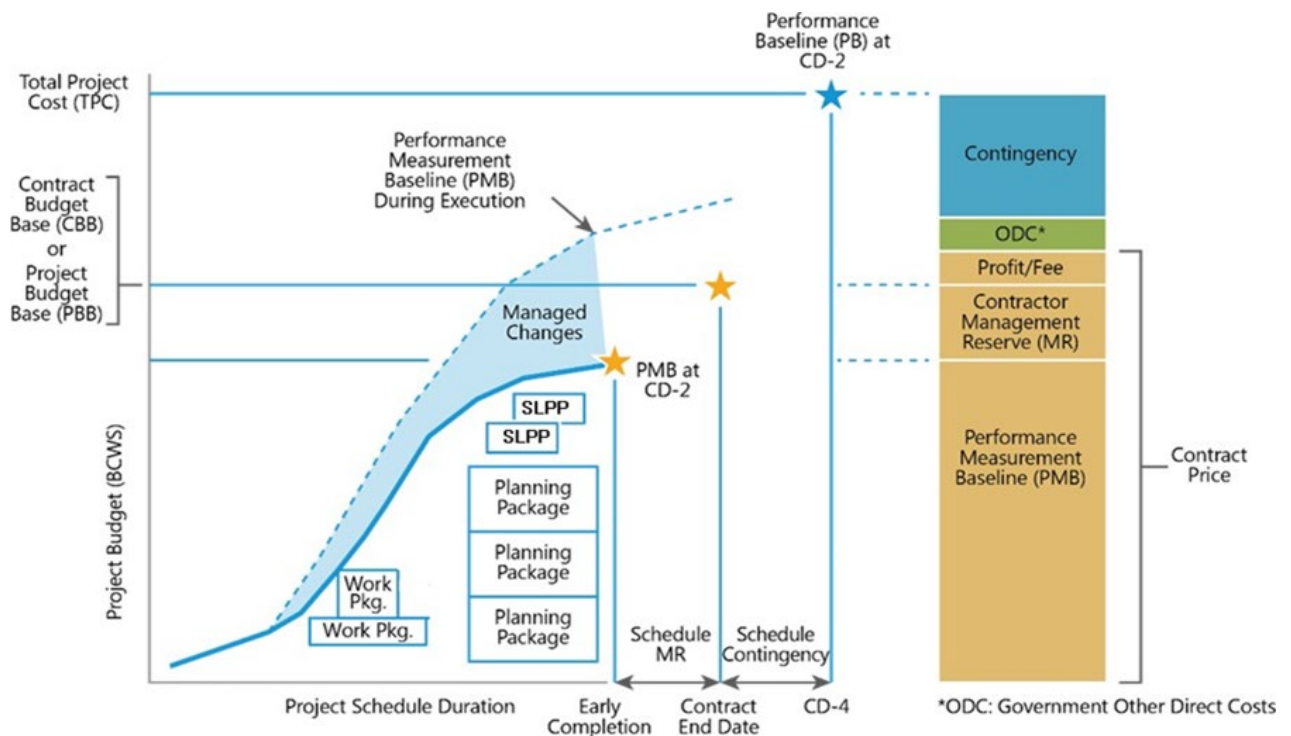 Performance
Baseline (PB) at
CD-2
Total Project
Cost (TPC)
Performance
Measurement
Baseline (PMB)
During Execution
Contract
Budget
Base (CBB)
or
Project
Budget
Base (PBB)
Managed
Changes
PMB at
CD-2
SLPP
SLPP
Planning
Package
Planning
Package
Planning
Package
Work
Pkg.
Work Pkg.
Project Budget (BCWS)
Schedule
MR
Schedule
Contingency
Project Schedule Duration
Early
Completion
Contract
End Date
CD-4
Contingency
ODC*
Profit/Fee
Contractor
Management
Reserve (MR)
Performance
Measurement
Baseline (PMB)
Contract
Price
*ODC: Government Other Direct Costs